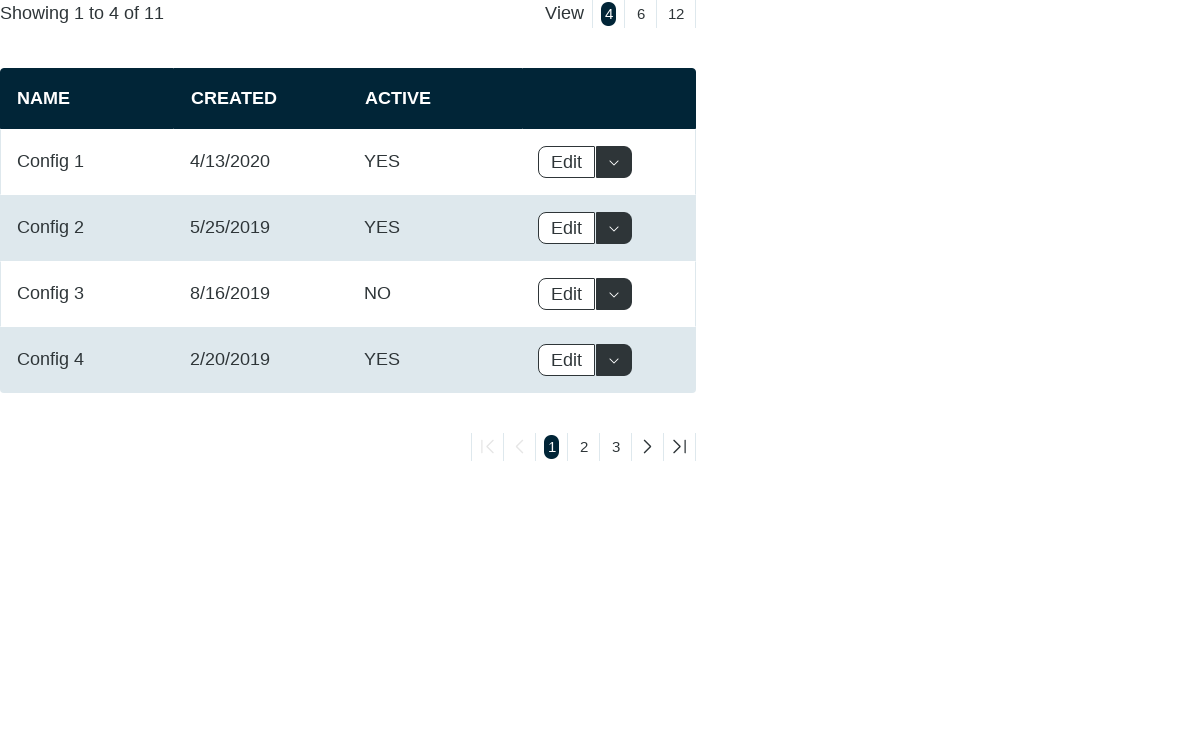 Showing 1 to 4 of 11 View 4 6 12
NAME CREATED ACTIVE
Config 1 4/13/2020 YES Edit
Config 2 5/25/2019 YES Edit
Config 3 8/16/2019 NO Edit
Config 4 2/20/2019 YES Edit
1 2 3